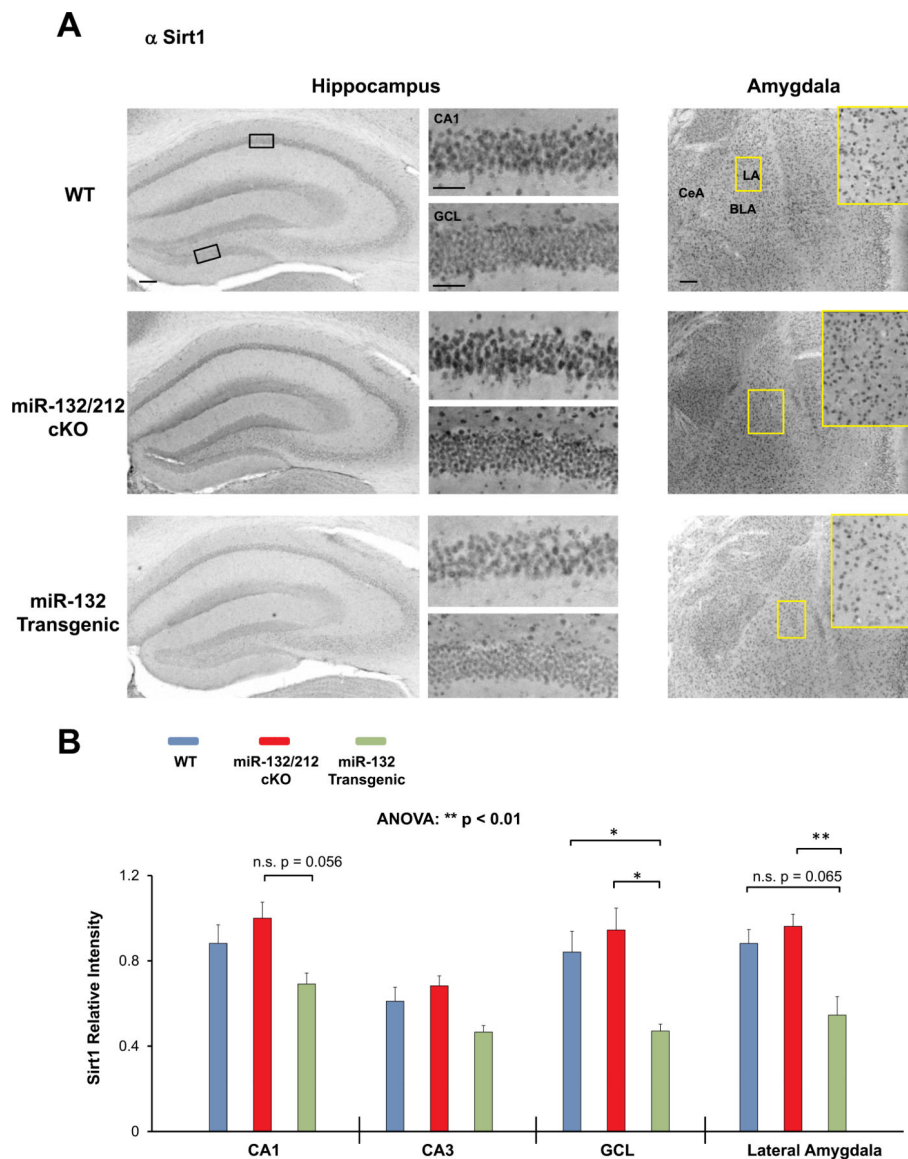 A
α Sirt1
Hippocampus
Amygdala
WT
CA1
GCL
CeA
LA
BLA
miR-132/212
cKO
miR-132
Transgenic
B
WT
miR-132/212
cKO
miR-132
Transgenic
ANOVA: ** p < 0.01
n.s. p = 0.056
*
*
**
n.s. p = 0.065
Sirt1 Relative Intensity
1.2
0.8
0.4
0
CA1
CA3
GCL
Lateral Amygdala